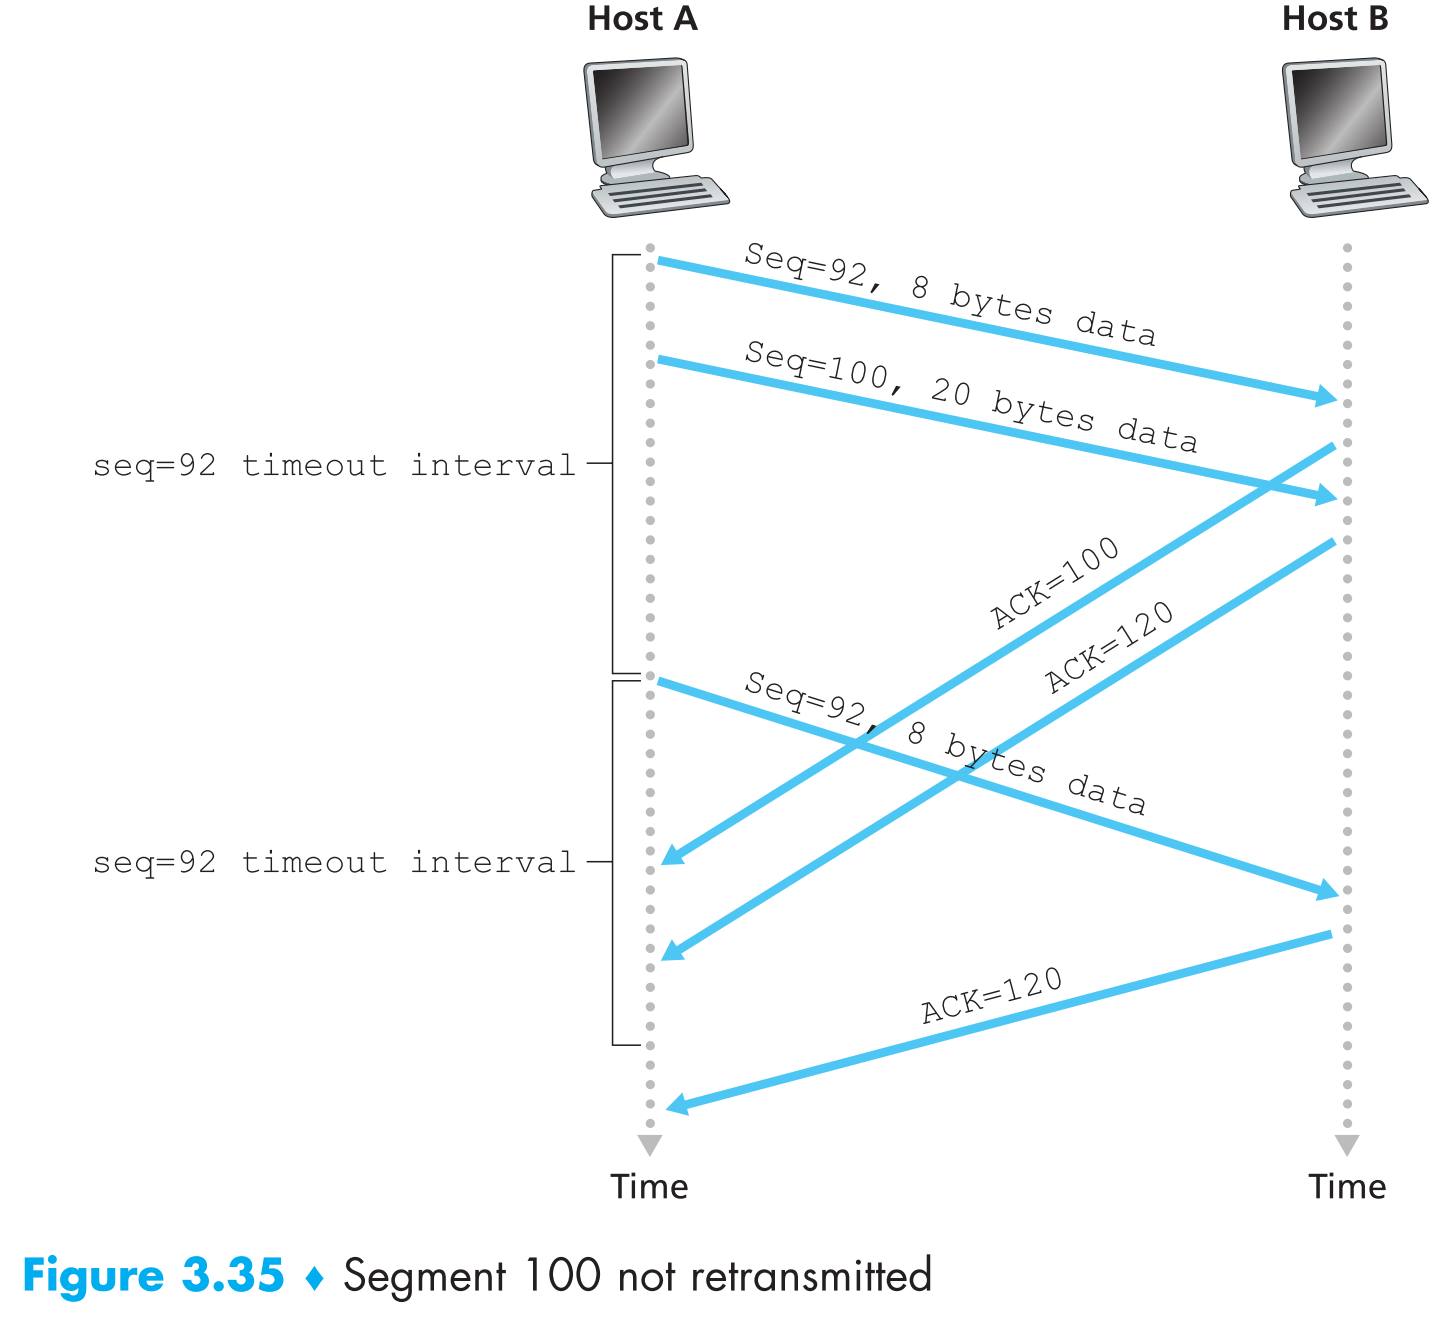 Host A
Host B
Seq=92, 8 bytes data
Seq=100, 20 bytes data
seq=92 timeout interval
ACK=100
ACK=120
Seq=92, 8 bytes data
seq=92 timeout interval
ACK=120
Time
Time
Figure 3.35 ♦ Segment 100 not retransmitted